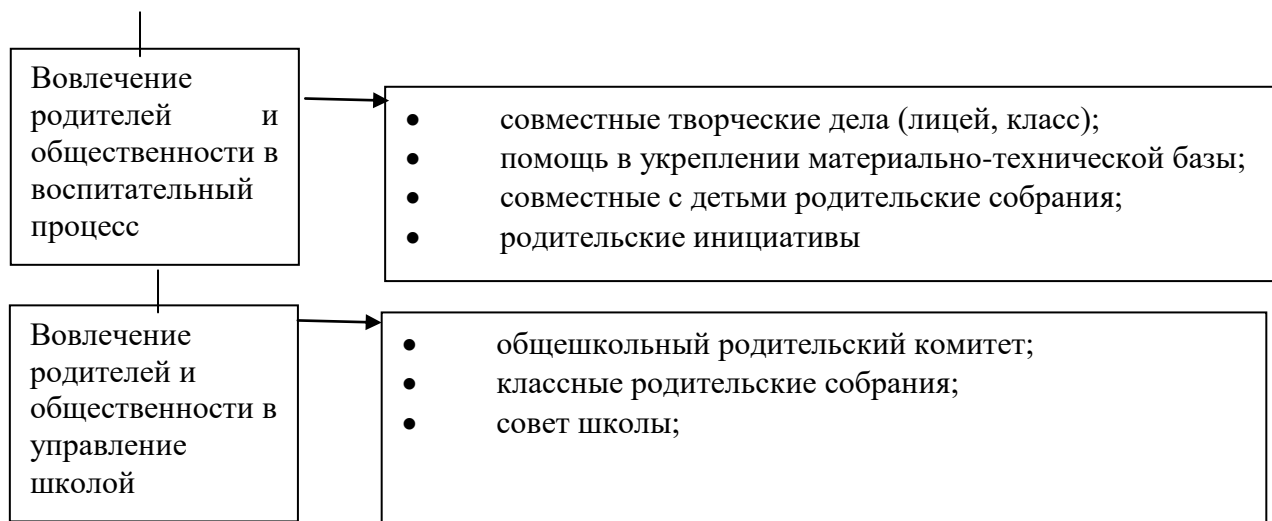 Вовлечение
родителей и
общественности в
воспитательный
процесс
• совместные творческие дела (лицей, класс);
• помощь в укреплении материально-технической базы;
• совместные с детьми родительские собрания;
• родительские инициативы
Вовлечение
родителей и
общественности в
управление
школой
• общешкольный родительский комитет;
• классные родительские собрания;
• совет школы;